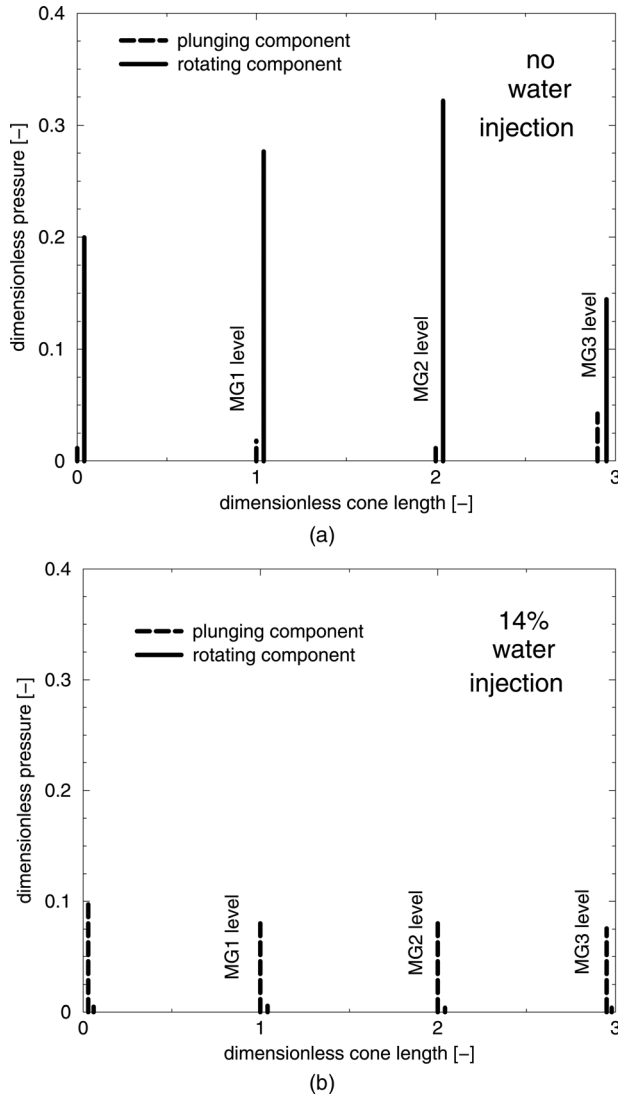 0.4
plunging component
rotating component
no
water
injection
0.3
0.2
0.1
0
dimensionless pressure [–]
MG1 level
MG2 level
MG3 level
0 1 2 3
dimensionless cone length [–]
(a)
0.4
plunging component
rotating component
14%
water
injection
0.3
0.2
0.1
0
dimensionless pressure [–]
MG1 level
MG2 level
MG3 level
0 1 2 3
dimensionless cone length [–]
(b)